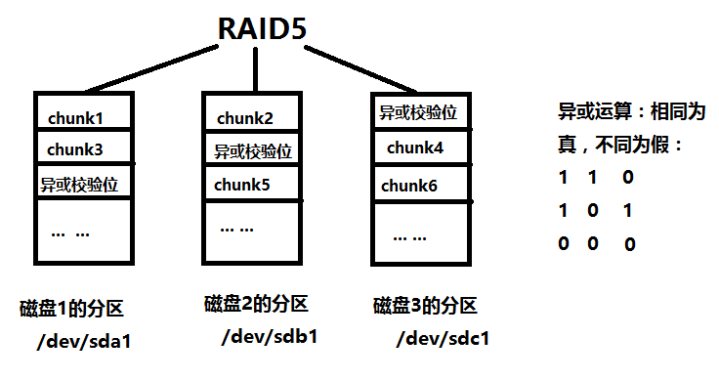 RAID5
chunk1
chunk3
异或校验位
... ...
chunk2
异或校验位
chunk5
... ...
异或校验位
chunk4
chunk6
... ...
异或运算：相同为
真，不同为假：
1 1 0
1 0 1
0 0 0
磁盘1的分区
/dev/sda1
磁盘2的分区
/dev/sdb1
磁盘3的分区
/dev/sdc1